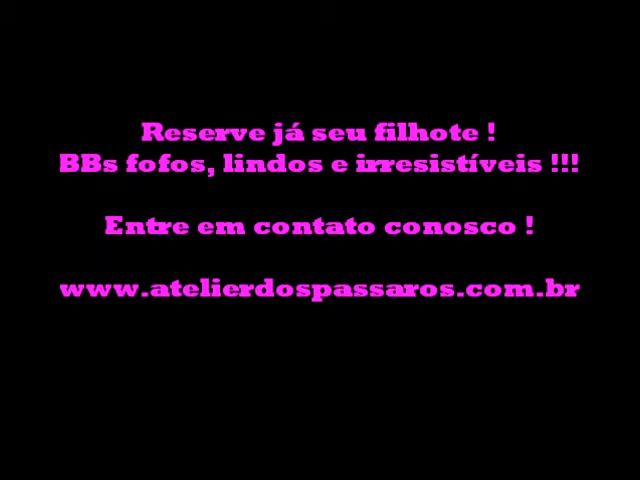 Reserve já seu filhote !
BBs fofos, lindos e irresistíveis !!!
Entre em contato conosco !
www.atelierdospassaros.com.br